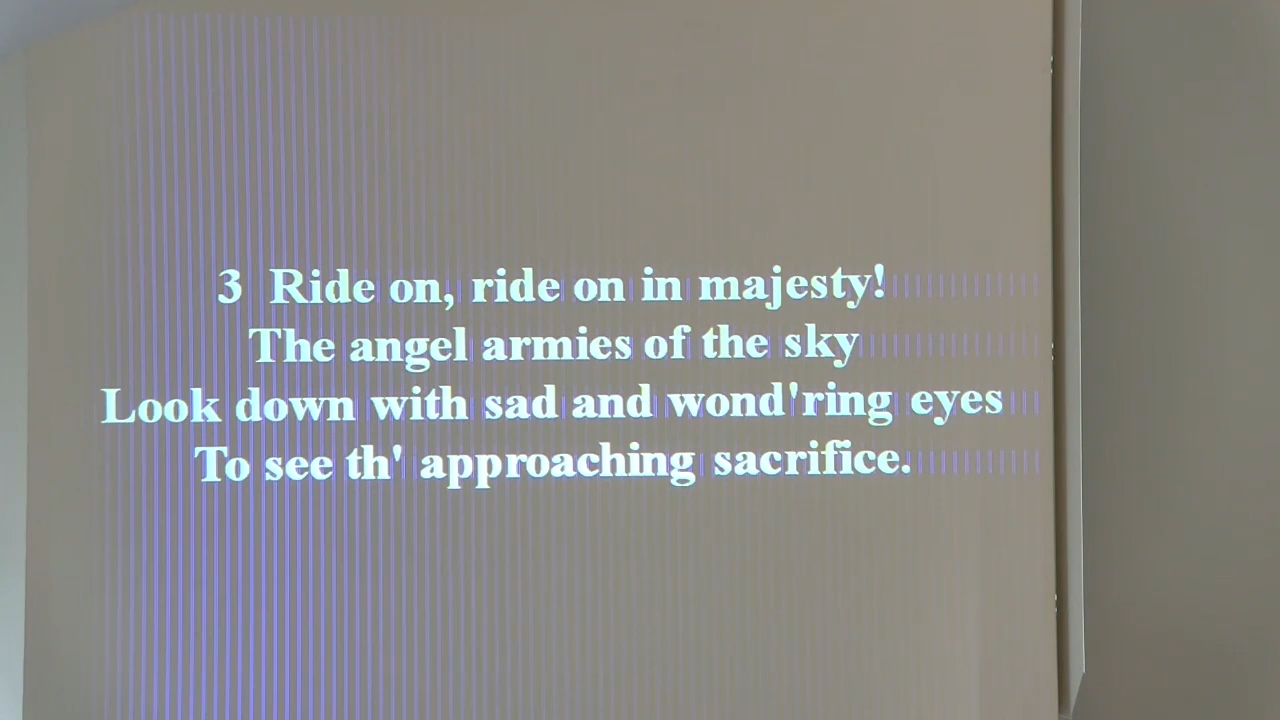 3 Ride on, ride on in majesty!
The angel armies of the sky
Look down with sad and wond'ring eyes
To see th' approaching sacrifice.